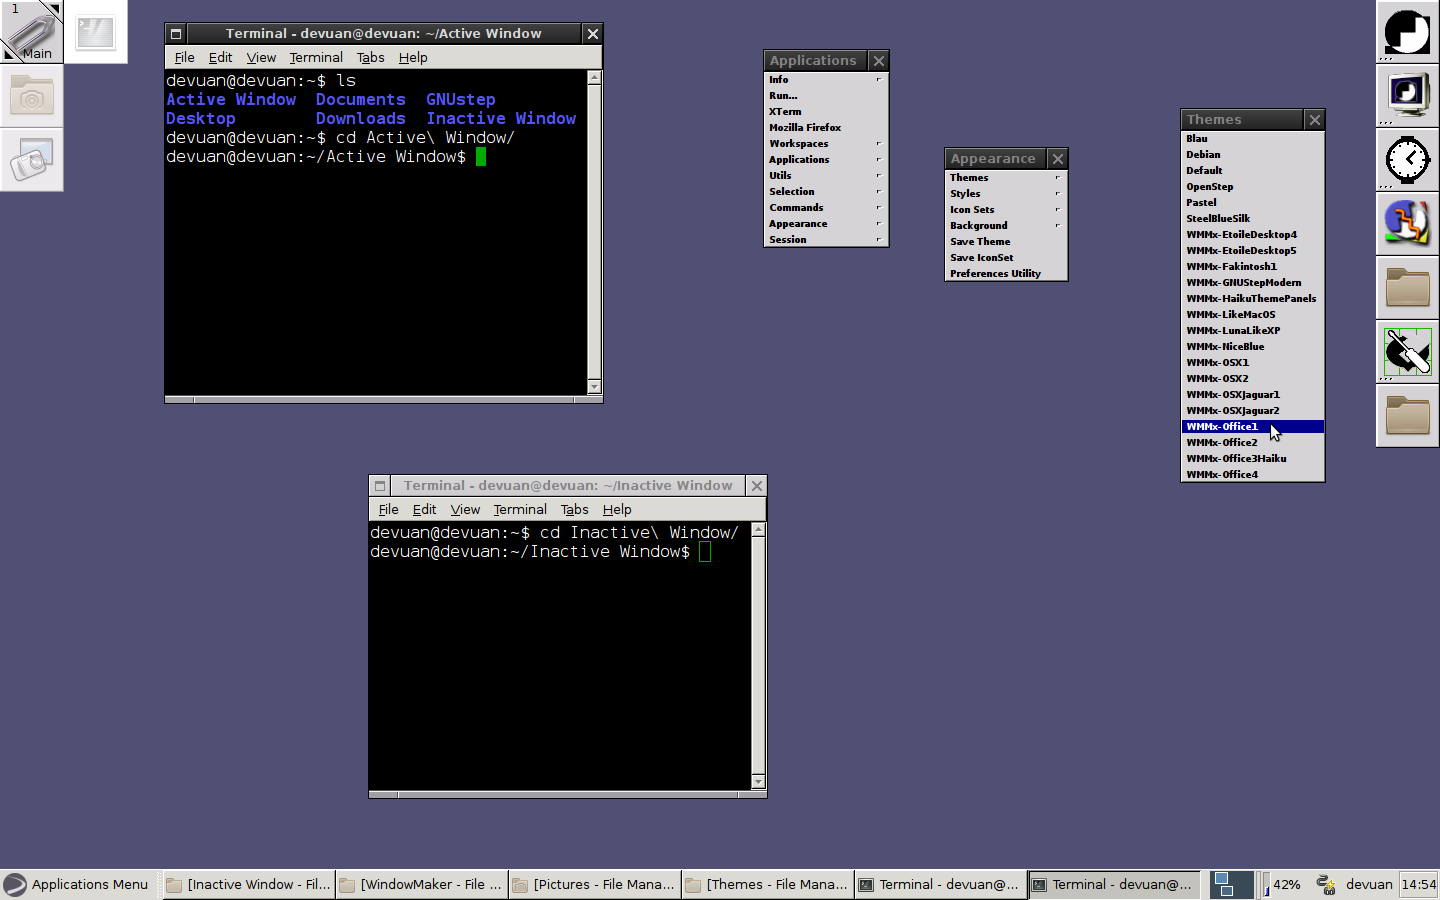 1
Main
Terminal - devuan@devuan: ~/Active Window
File Edit View Terminal Tabs Help
devuan@devuan:~$ ls
Active Window Documents GNUstep
Desktop Downloads Inactive Window
devuan@devuan:~$ cd Active\ Window/
devuan@devuan:~/Active Window$
Applications
Info
Run...
XTerm
Mozilla Firefox
Workspaces
Applications
Utils
Selection
Commands
Appearance
Session
Appearance
Themes
Styles
Icon Sets
Background
Save Theme
Save IconSet
Preferences Utility
Themes
Blau
Debian
Default
OpenStep
Pastel
SteelBlueSilk
WMMx-EtoileDesktop4
WMMx-EtoileDesktop5
WMMx-Fakintosh1
WMMx-GNUStepModern
WMMx-HaikuThemePanels
WMMx-LikeMacOS
WMMx-LunaLikeXP
WMMx-NiceBlue
WMMx-OSX1
WMMx-OSX2
WMMx-OSXJaguar1
WMMx-OSXJaguar2
WMMx-Office1
WMMx-Office2
WMMx-Office3Haiku
WMMx-Office4
Terminal - devuan@devuan: ~/Inactive Window
File Edit View Terminal Tabs Help
devuan@devuan:~$ cd Inactive\ Window/
devuan@devuan:~/Inactive Window$
Applications Menu [Inactive Window - Fil... [WindowMaker - File ... [Pictures - File Mana... [Themes - File Mana... Terminal - devuan@... Terminal - devuan@... 42% devuan 14:54